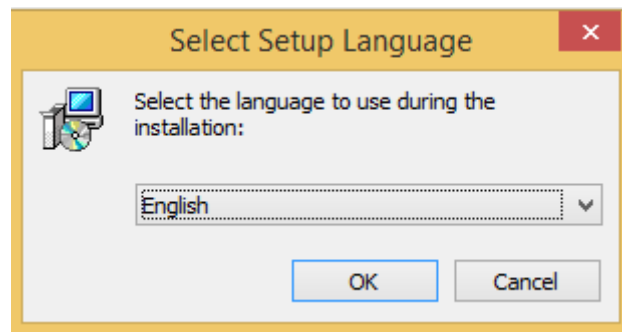 Select Setup Language
Select the language to use during the
installation:
English
OK
Cancel